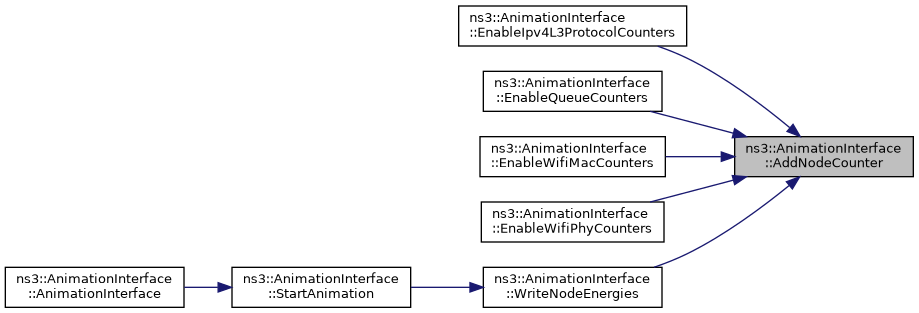 ns3::AnimationInterface
::EnableIpv4L3ProtocolCounters
ns3::AnimationInterface
::EnableQueueCounters
ns3::AnimationInterface
::EnableWifiMacCounters
ns3::AnimationInterface
::AddNodeCounter
ns3::AnimationInterface
::EnableWifiPhyCounters
ns3::AnimationInterface
::AnimationInterface
ns3::AnimationInterface
::StartAnimation
ns3::AnimationInterface
::WriteNodeEnergies